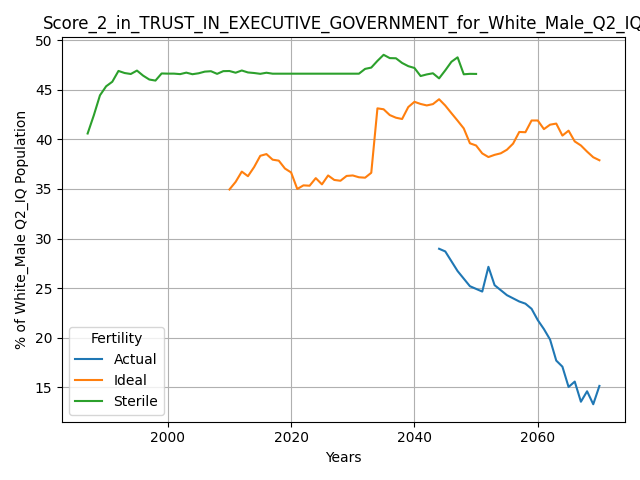 Score_2_in_TRUST_IN_EXECUTIVE_GOVERNMENT_for_White_Male_Q2_IQ
50
45
40
35
30
25
20
15
% of White_Male Q2_IQ Population
Fertility
Actual
Ideal
Sterile
2000 2020 2040 2060
Years